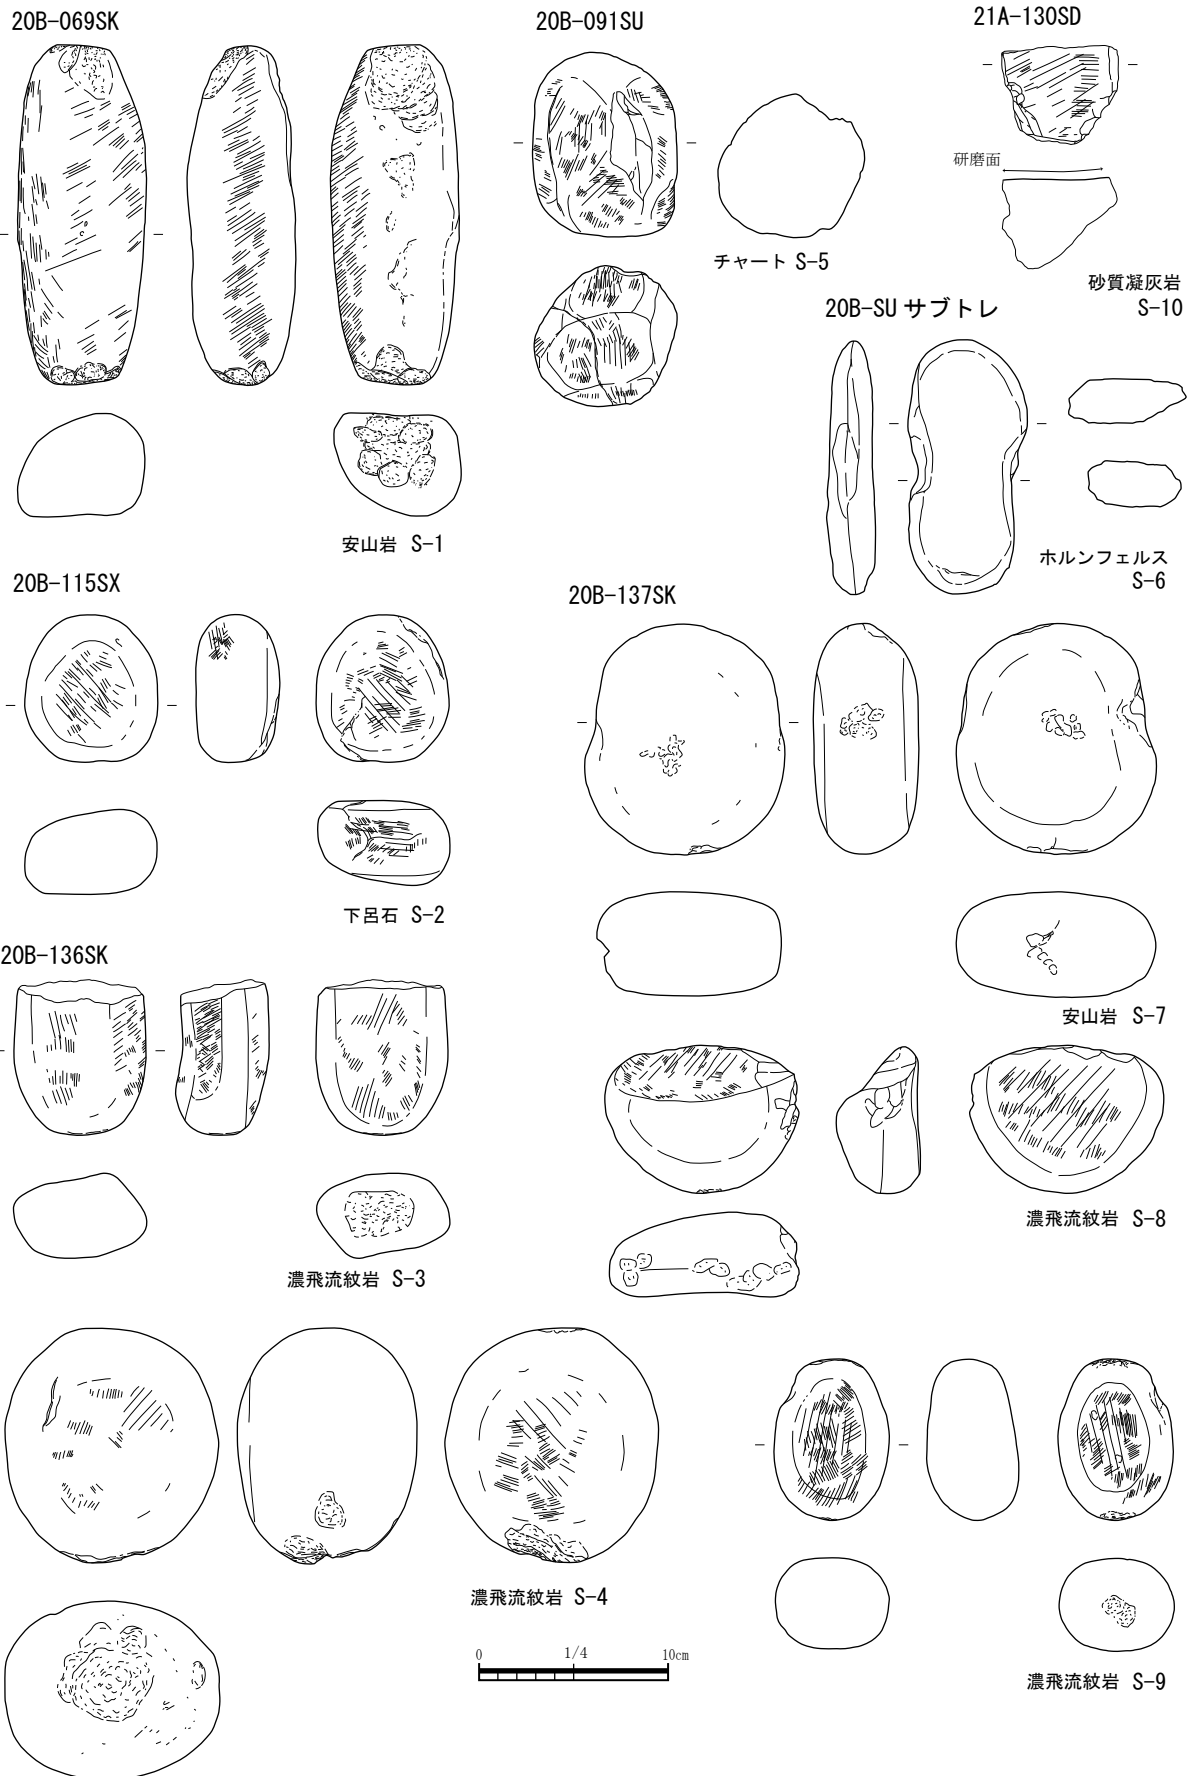 20B-069SK
20B-091SU
21A-130SD
研磨面
チャート S-5
砂質凝灰岩
S-10
20B-SU サブトレ
安山岩 S-1
ホルンフェルス
S-6
20B-115SX
20B-137SK
下呂石 S-2
20B-136SK
安山岩 S-7
濃飛流紋岩 S-8
濃飛流紋岩 S-3
濃飛流紋岩 S-4
0 1/4 10cm
濃飛流紋岩 S-9